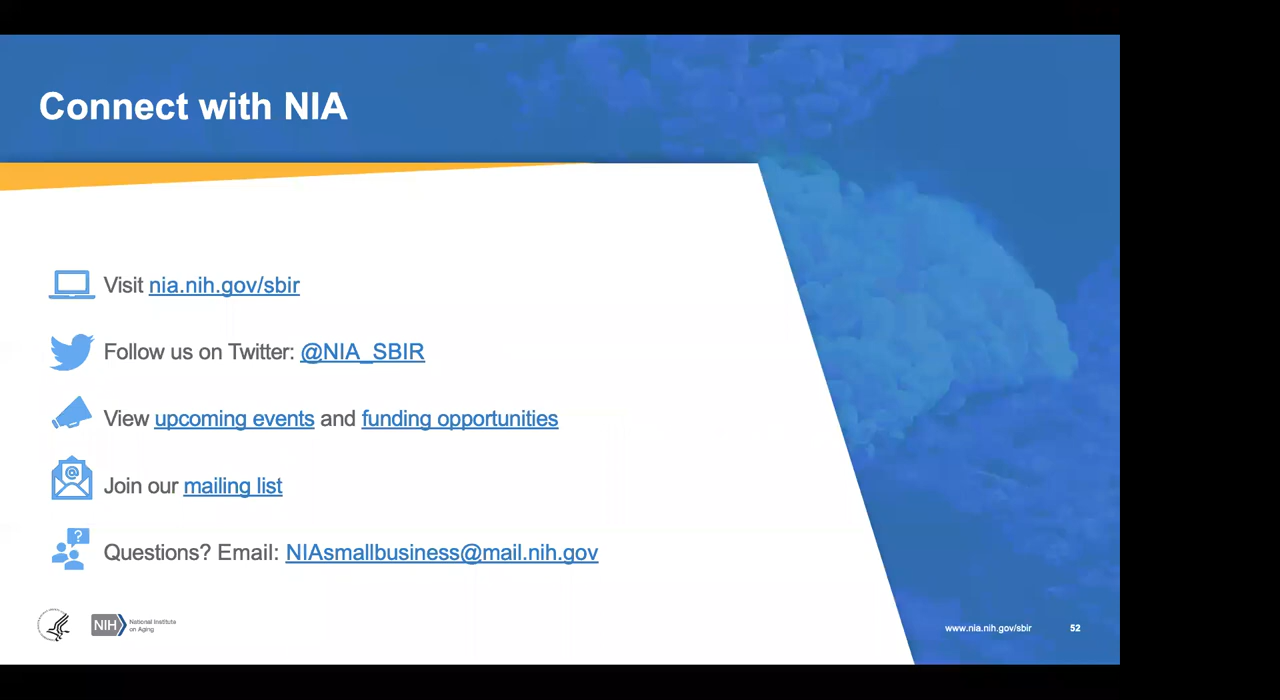 Connect with NIA
Visit nia.nih.gov/sbir
Follow us on Twitter: @NIA_SBIR
View upcoming events and funding opportunities
Join our mailing list
Questions? Email: NIAsmallbusiness@mail.nih.gov
NIH National Institute
on Aging
www.nia.nih.gov/sbir 52